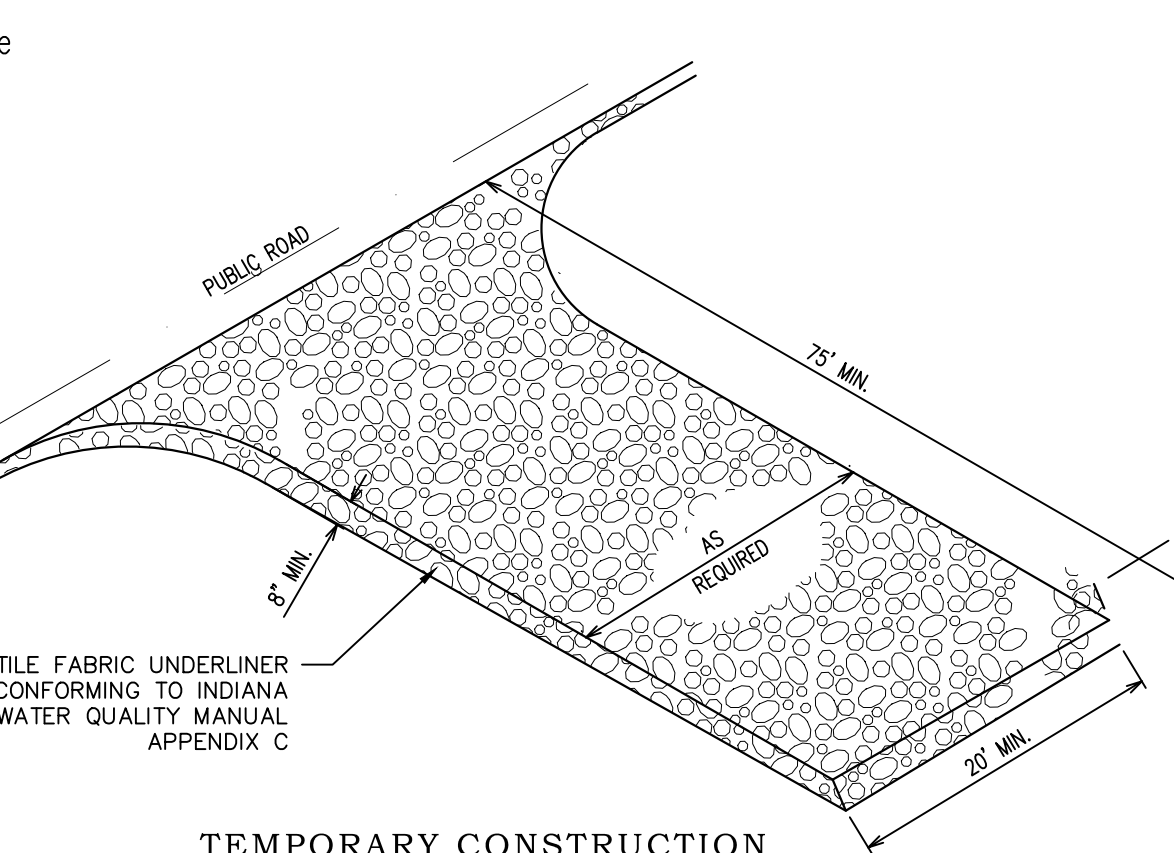 PUBLIC ROAD
75' MIN.
AS
REQUIRED
8" MIN.
FABRIC UNDERLINER
CONFORMING TO INDIANA
WATER QUALITY MANUAL
APPENDIX C
20' MIN.
TEMPORARY CONSTRUCTION